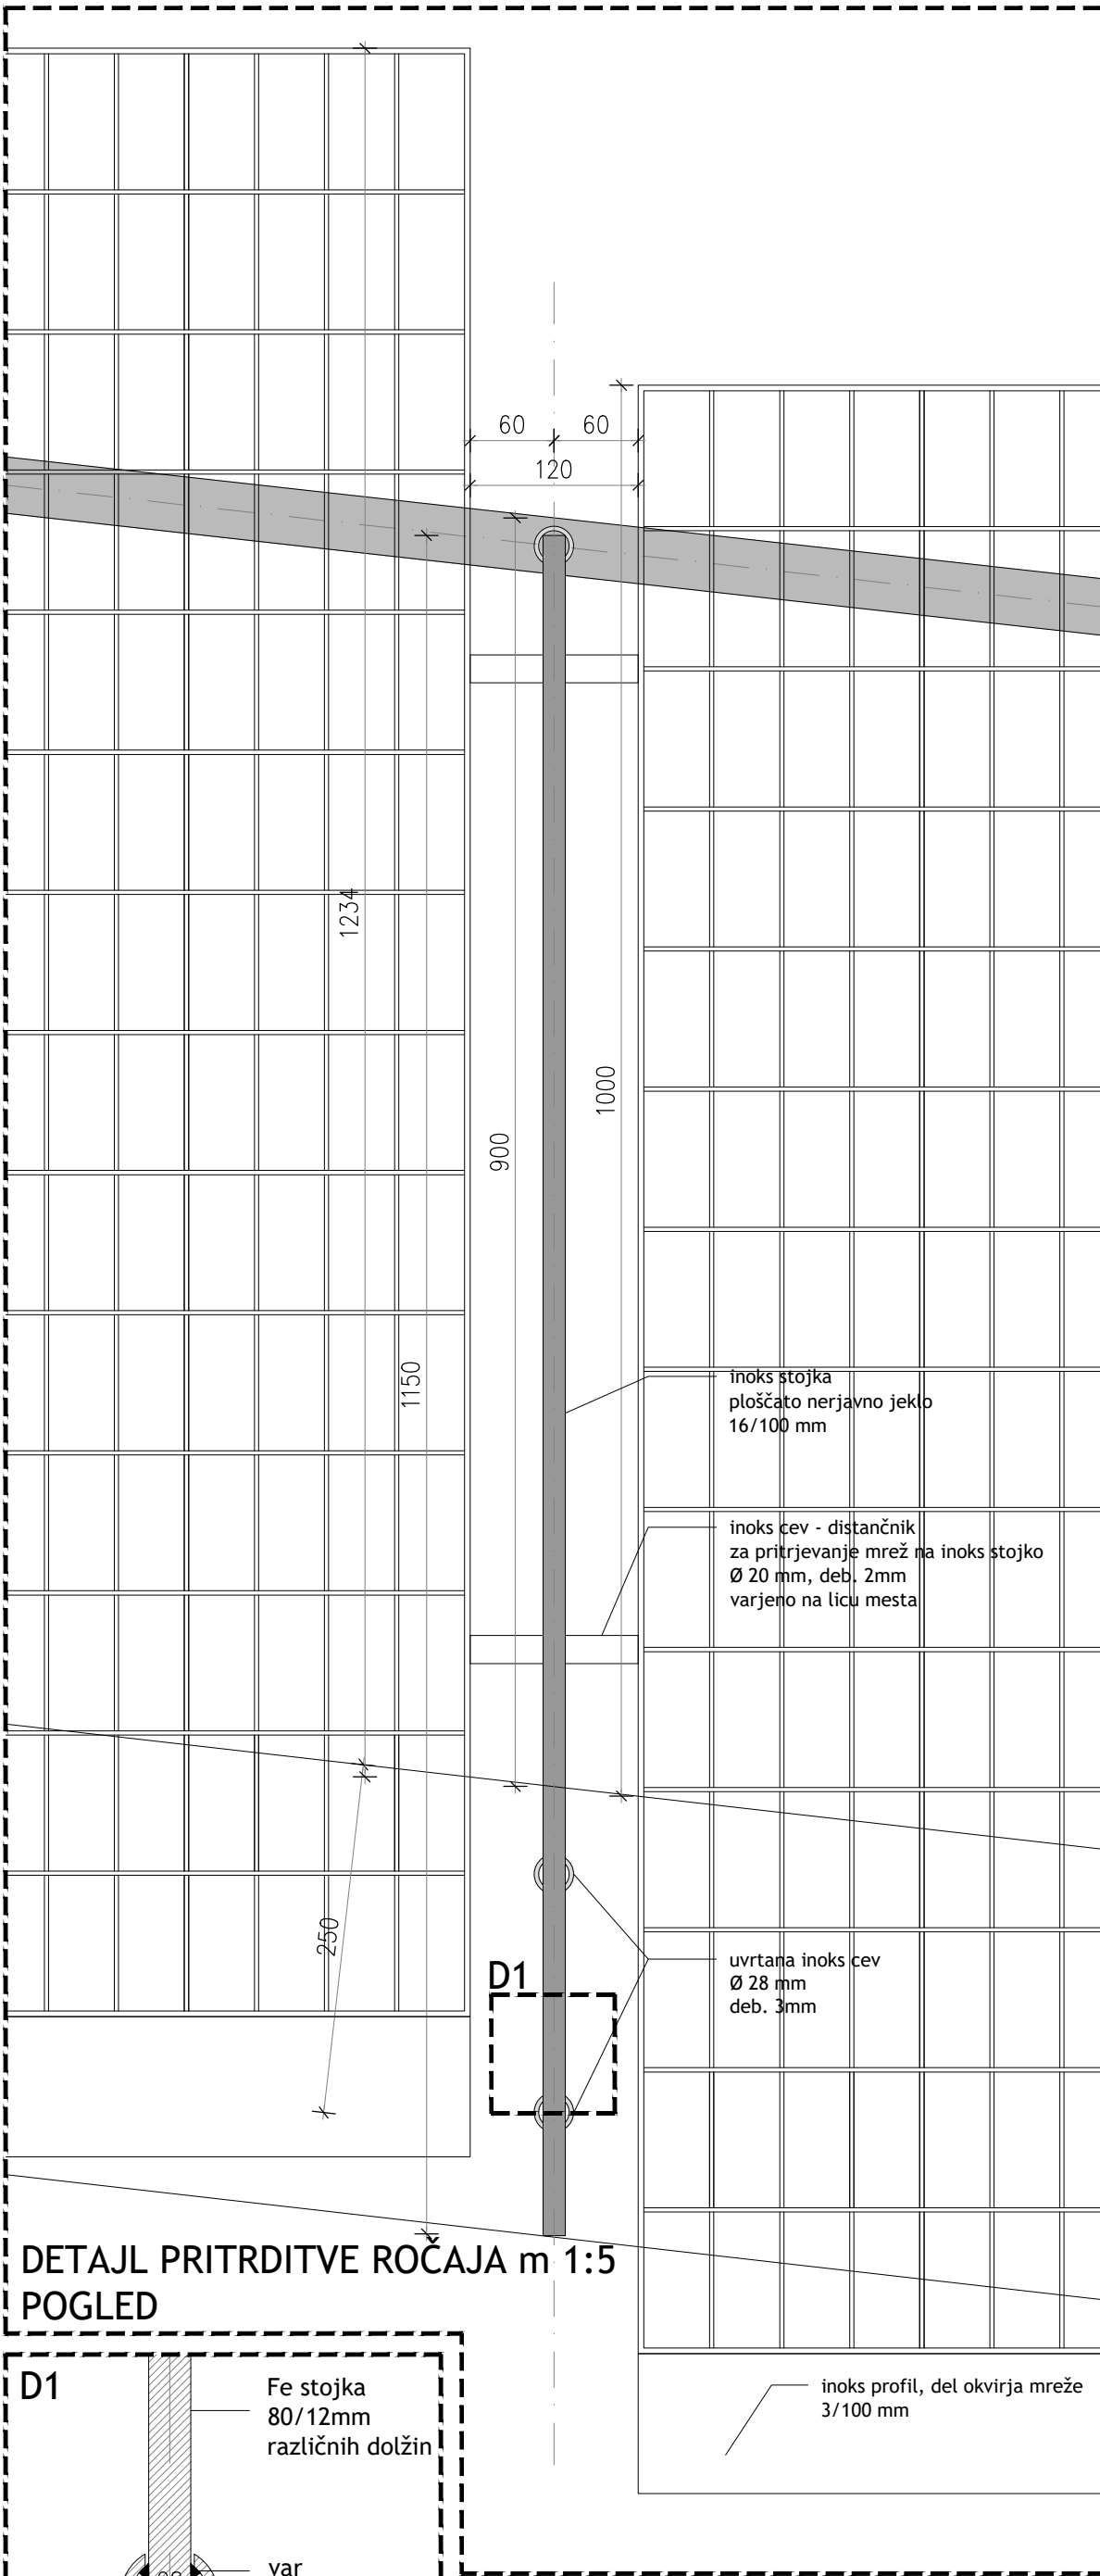 60
60
120
1234
1000
900
1150
inoks stojka
ploščato nerjavno jeklo
16/100 mm
inoks cev - distančnik
za pritrjevanje mrež na inoks stojko
Ø 20 mm, deb. 2mm
varjeno na licu mesta
250
uvrtana inoks cev
Ø 28 mm
deb. 3mm
D1
DETAJL PRITRDITVE ROČAJA m 1:5
POGLED
inoks profil, del okvirja mreže
3/100 mm
D1
Fe stojka
80/12mm
različnih dolžin
var